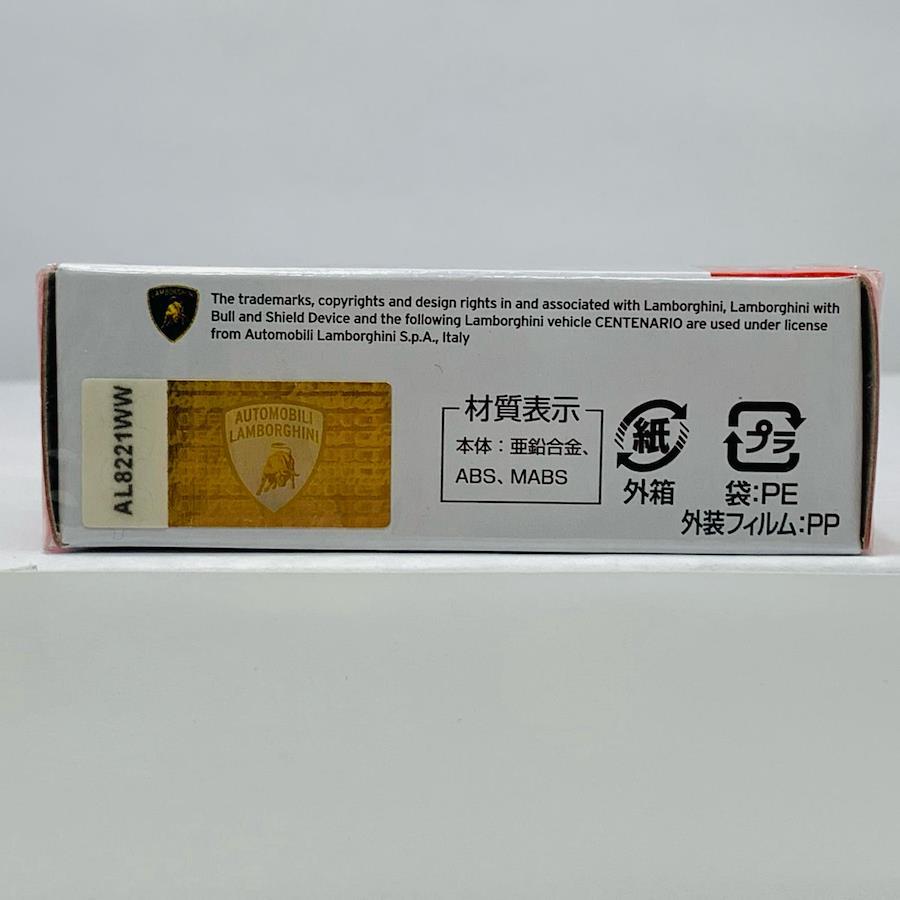 LAMBORGHINI
The trademarks, copyrights and design rights in and associated with Lamborghini, Lamborghini with
Bull and Shield Device and the following Lamborghini vehicle CENTENARIO are used under license
from Automobili Lamborghini S.p.A., Italy
AL8221WW
AUTOMOBILI
LAMBORGHINI
材質表示
本体：亜鉛合金、
ABS、MABS
紙
外箱
プラ
袋:PE
外装フィルム:PP